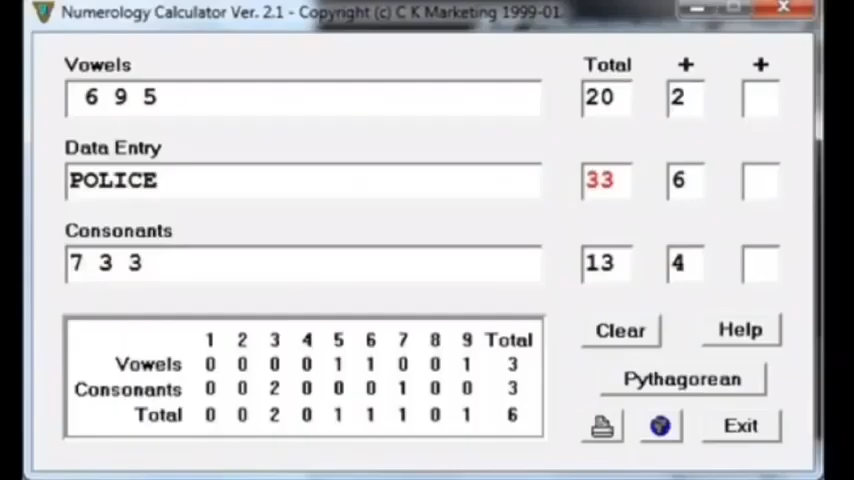 Numerology Calculator Ver. 2.1 - Copyright (c) C K Marketing 1999-01
Vowels Total + +
6 9 5 20 2
Data Entry
POLICE 33 6
Consonants
7 3 3 13 4
1 2 3 4 5 6 7 8 9 Total
Vowels 0 0 0 0 1 1 0 0 1 3
Consonants 0 0 2 0 0 0 1 0 0 3
Total 0 0 2 0 1 1 1 0 1 6
Clear Help
Pythagorean
Exit